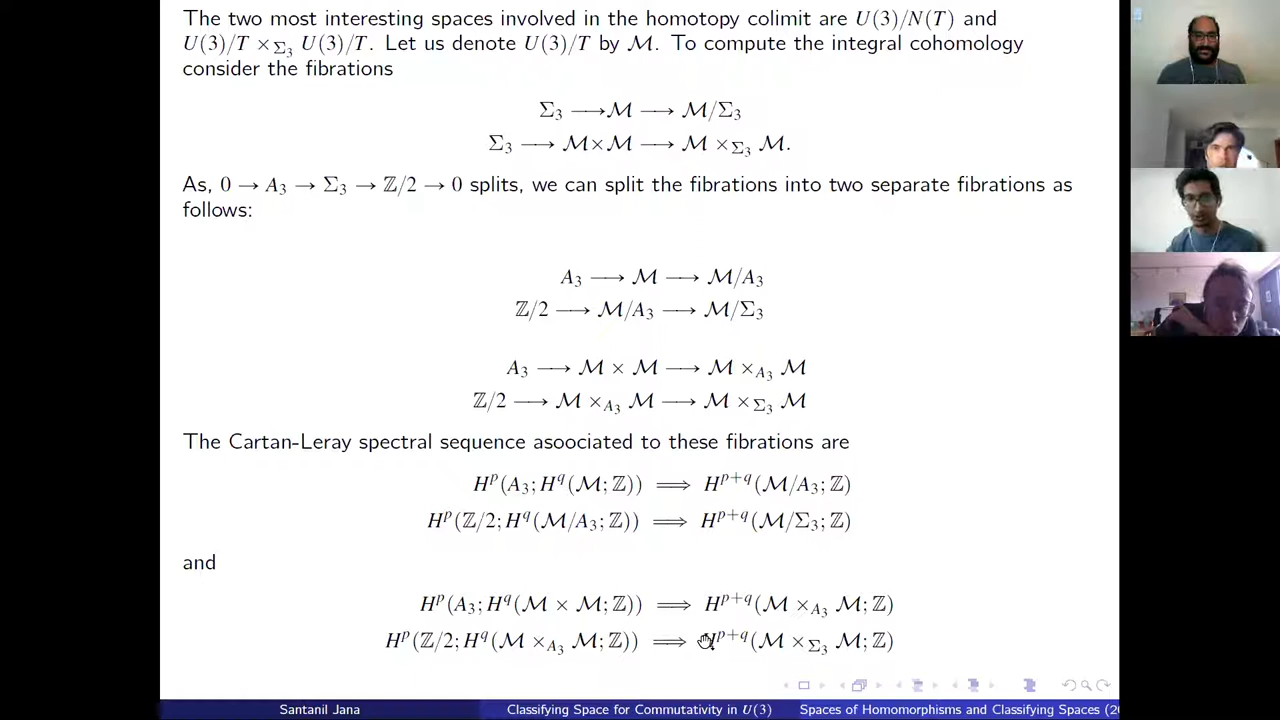 The two most interesting spaces involved in the homotopy colimit are U(3)/N(T) and
U(3)/T ×_{Σ_3} U(3)/T. Let us denote U(3)/T by ℳ. To compute the integral cohomology
consider the fibrations
Σ_3 ⟶ ℳ ⟶ ℳ/Σ_3
Σ_3 ⟶ ℳ×ℳ ⟶ ℳ ×_{Σ_3} ℳ.
As, 0 → A_3 → Σ_3 → ℤ/2 → 0 splits, we can split the fibrations into two separate fibrations as
follows:
A_3 ⟶ ℳ ⟶ ℳ/A_3
ℤ/2 ⟶ ℳ/A_3 ⟶ ℳ/Σ_3
A_3 ⟶ ℳ × ℳ ⟶ ℳ ×_{A_3} ℳ
ℤ/2 ⟶ ℳ ×_{A_3} ℳ ⟶ ℳ ×_{Σ_3} ℳ
The Cartan-Leray spectral sequence asoociated to these fibrations are
H^p(A_3; H^q(ℳ; ℤ)) ⟹ H^{p+q}(ℳ/A_3; ℤ)
H^p(ℤ/2; H^q(ℳ/A_3; ℤ)) ⟹ H^{p+q}(ℳ/Σ_3; ℤ)
and
H^p(A_3; H^q(ℳ × ℳ; ℤ)) ⟹ H^{p+q}(ℳ ×_{A_3} ℳ; ℤ)
H^p(ℤ/2; H^q(ℳ ×_{A_3} ℳ; ℤ)) ⟹ H^{p+q}(ℳ ×_{Σ_3} ℳ; ℤ)
Santanil Jana Classifying Space for Commutativity in U(3) Spaces of Homomorphisms and Classifying Spaces (20